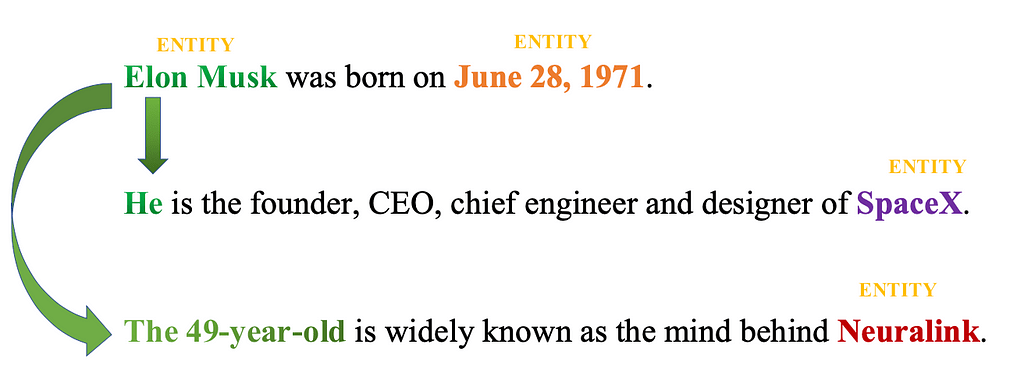 ENTITY ENTITY
Elon Musk was born on June 28, 1971.
ENTITY
He is the founder, CEO, chief engineer and designer of SpaceX.
ENTITY
The 49-year-old is widely known as the mind behind Neuralink.